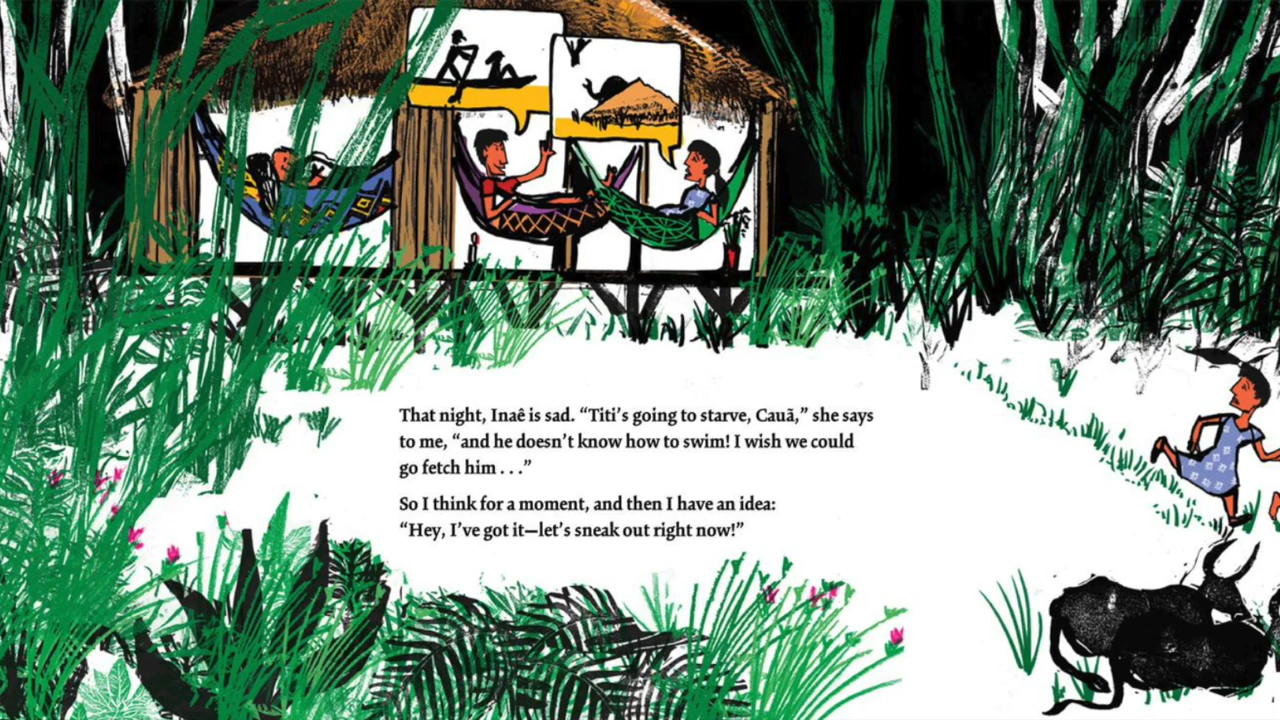 That night, Inaê is sad. “Titi’s going to starve, Cauã,” she says
to me, “and he doesn’t know how to swim! I wish we could
go fetch him . . .”
So I think for a moment, and then I have an idea:
“Hey, I’ve got it—let’s sneak out right now!”